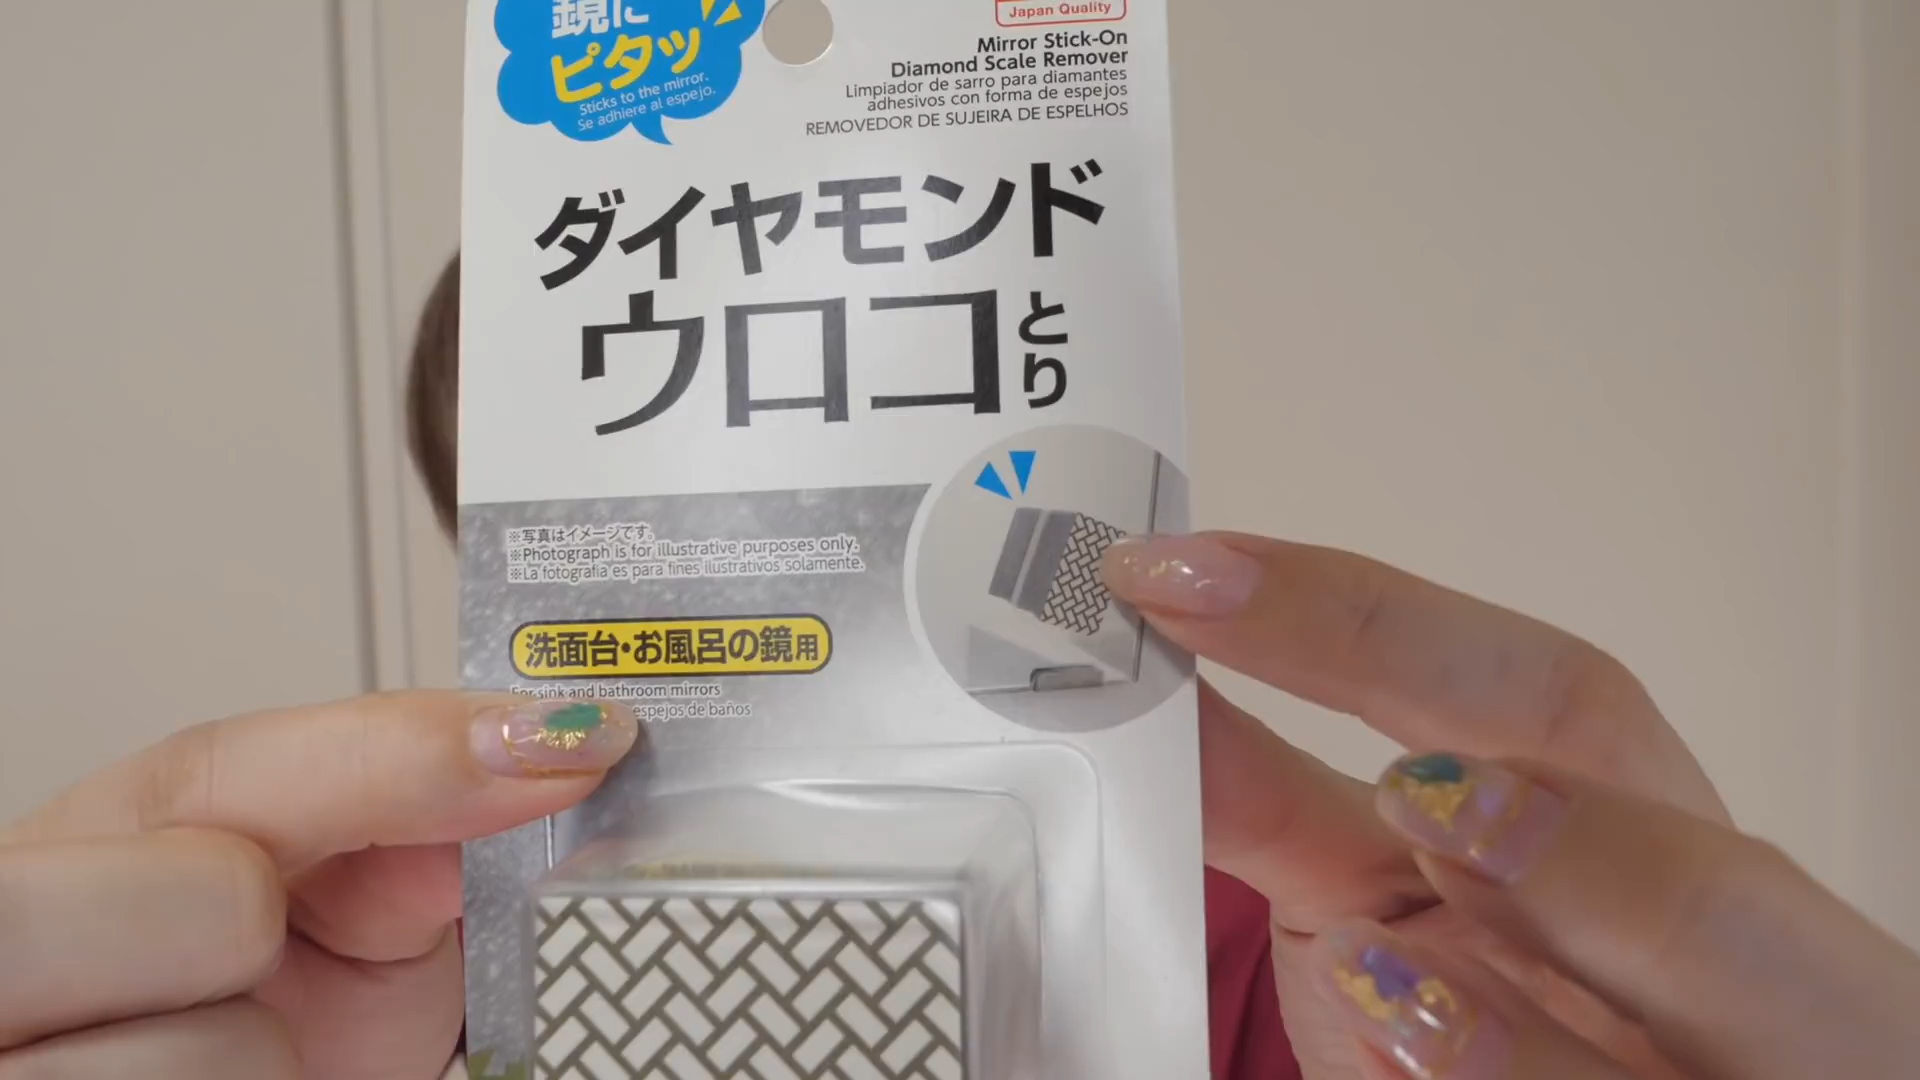 鏡に
ピタッ
Sticks to the mirror.
Se adhiere al espejo.
Japan Quality
Mirror Stick-On
Diamond Scale Remover
Limpiador de sarro para diamantes
adhesivos con forma de espejos
REMOVEDOR DE SUJEIRA DE ESPELHOS
ダイヤモンド
ウロコとり
※写真はイメージです。
※Photograph is for illustrative purposes only.
※La fotografía es para fines ilustrativos solamente.
洗面台・お風呂の鏡用
For sink and bathroom mirrors
espejos de baños